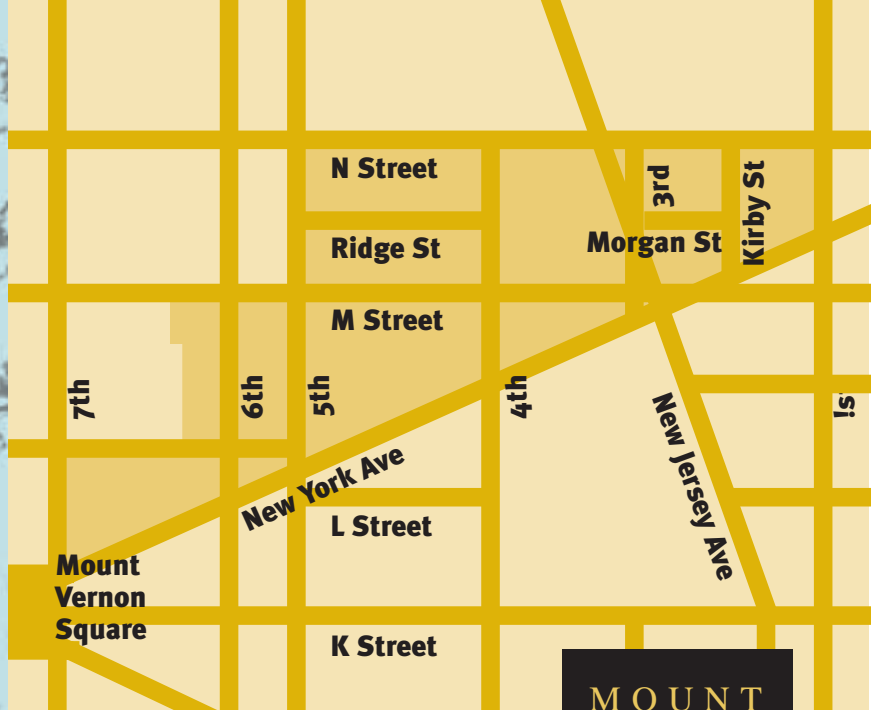 N Street
3rd
Kirby St
Ridge St
Morgan St
M Street
7th
6th
5th
4th
New Jersey Ave
New York Ave
L Street
Mount
Vernon
Square
K Street
MOUNT